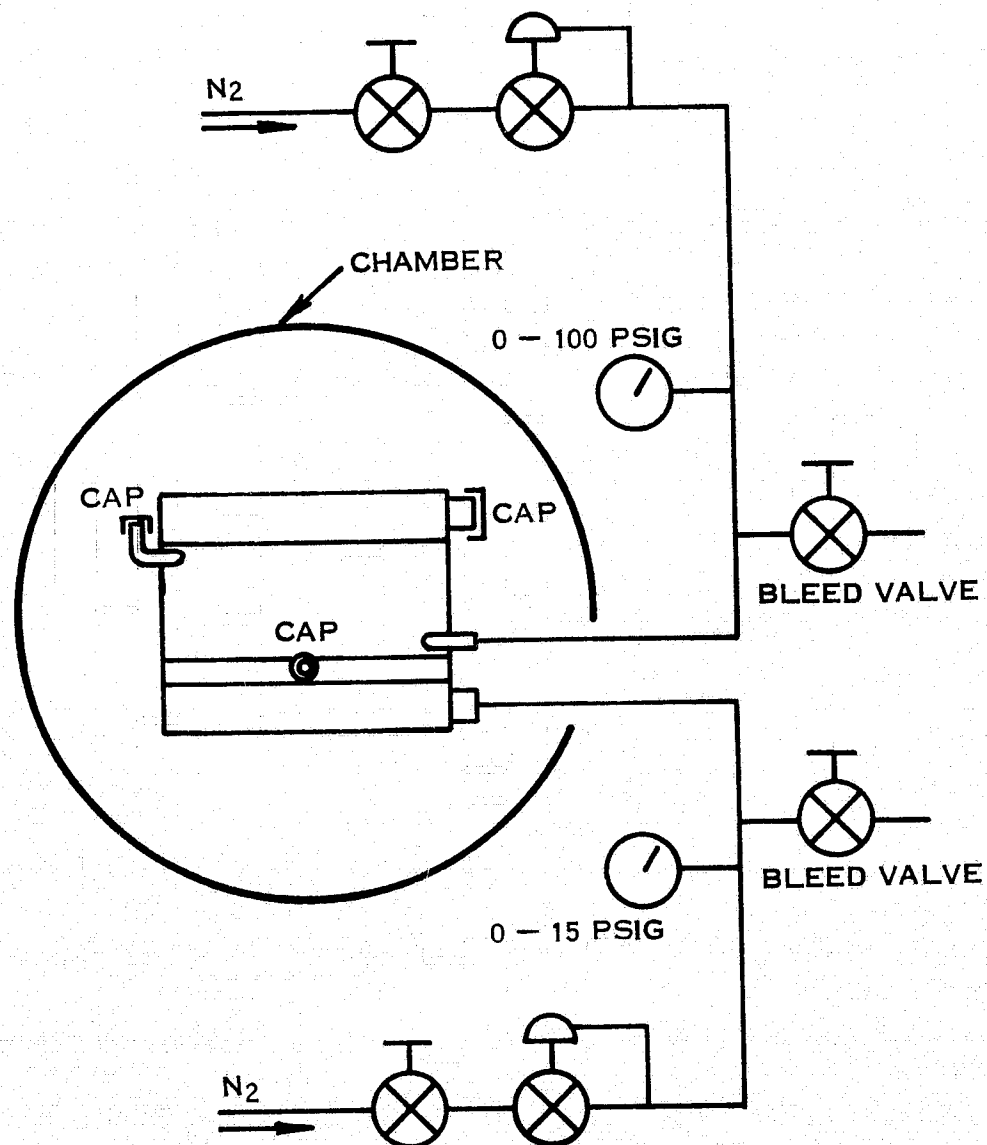 N2
CHAMBER
0 – 100 PSIG
CAP
CAP
BLEED VALVE
CAP
BLEED VALVE
0 – 15 PSIG
N2